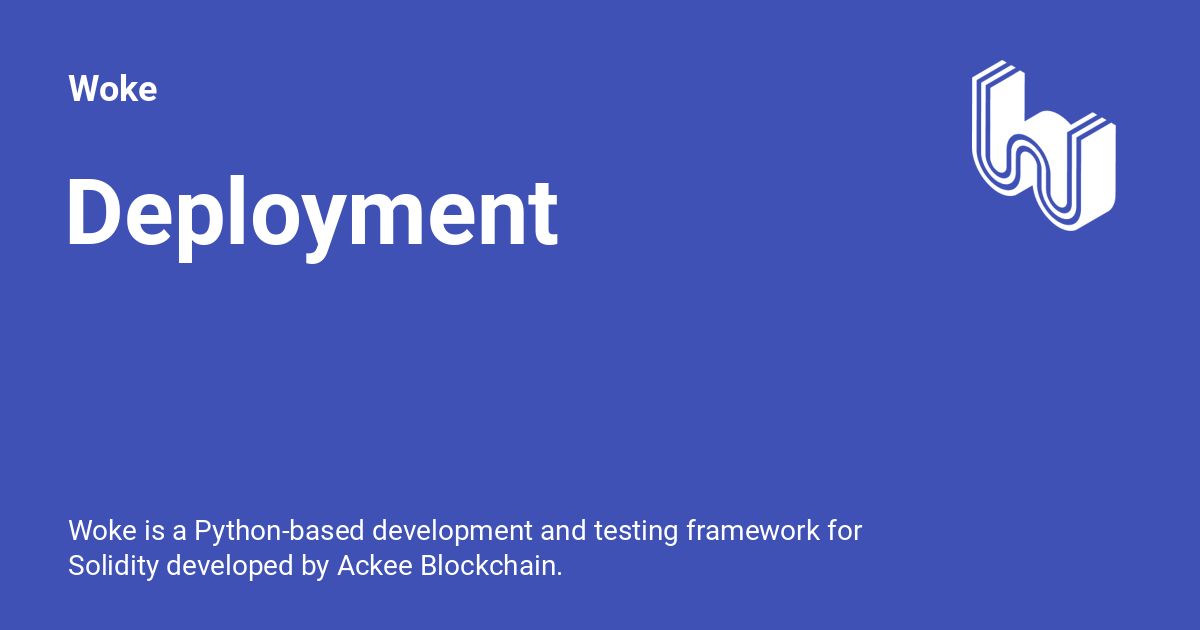 Woke
Deployment
Woke is a Python-based development and testing framework for
Solidity developed by Ackee Blockchain.